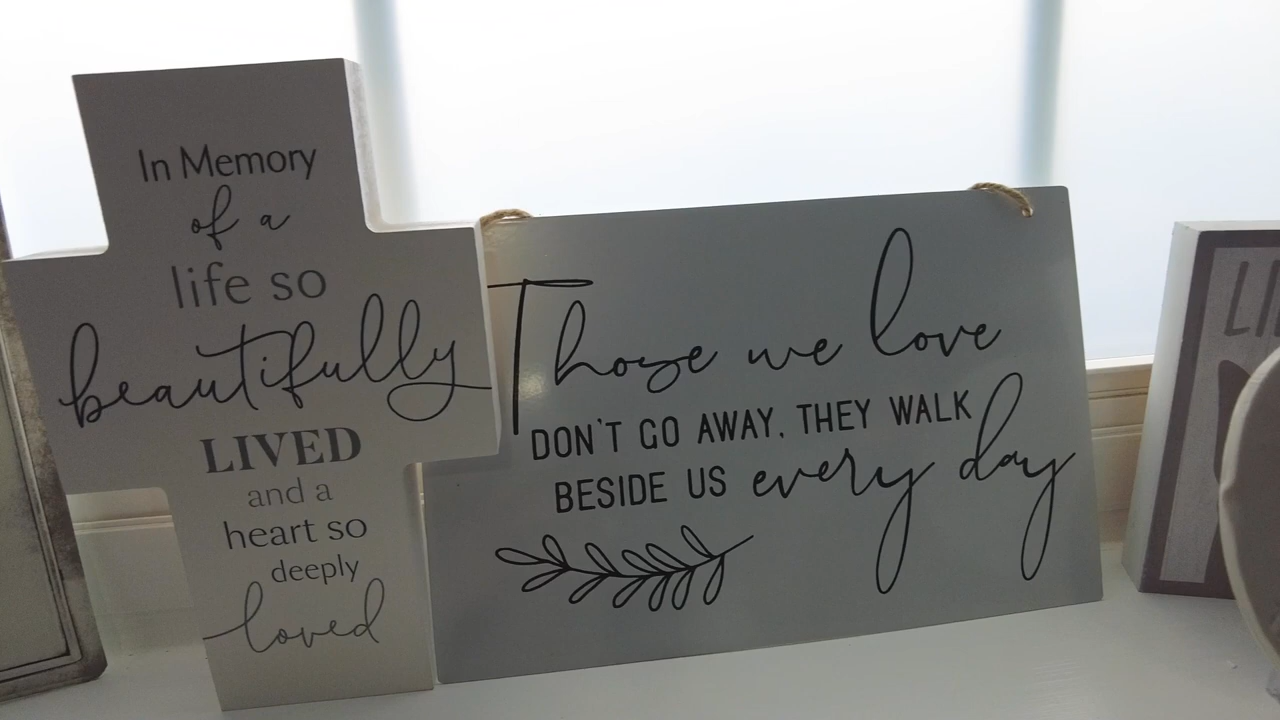 In Memory
of a
life so
beautifully
LIVED
and a
heart so
deeply
loved
Those we love
DON'T GO AWAY. THEY WALK
BESIDE US every day